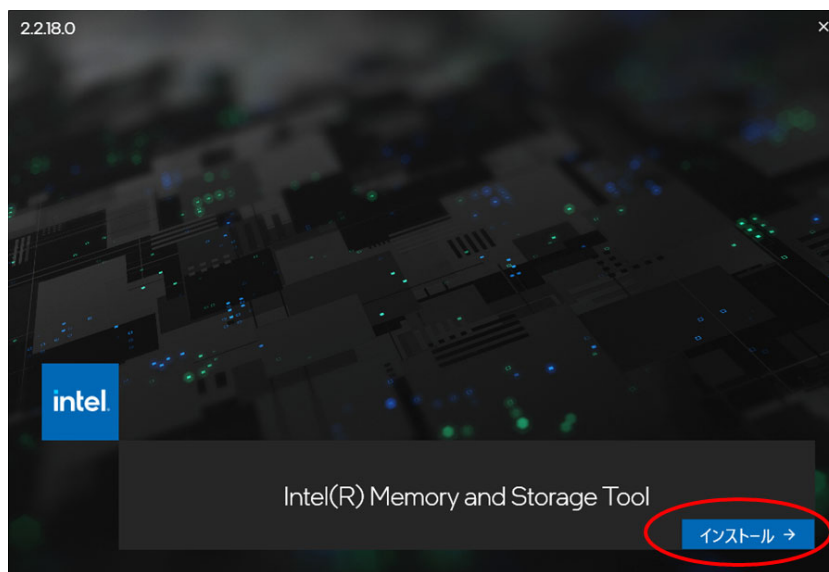 2.2.18.0
×
intel.
Intel(R) Memory and Storage Tool
インストール →